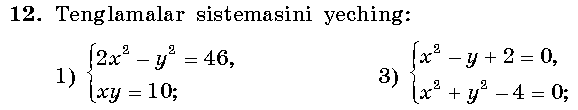 12. Tenglamalar sistemasini yeching:
1) { 2x² − y² = 46,   3) { x² − y + 2 = 0,
xy = 10;   x² + y² − 4 = 0;